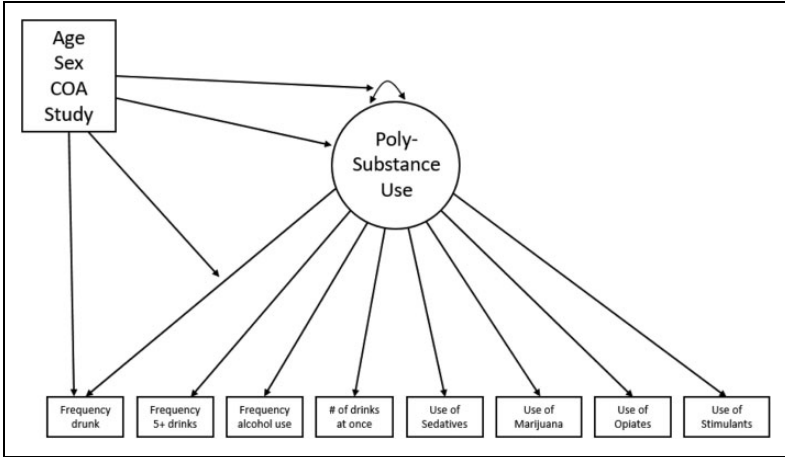 Age
Sex
COA
Study
Poly-
Substance
Use
Frequency
drunk
Frequency
5+ drinks
Frequency
alcohol use
# of drinks
at once
Use of
Sedatives
Use of
Marijuana
Use of
Opiates
Use of
Stimulants